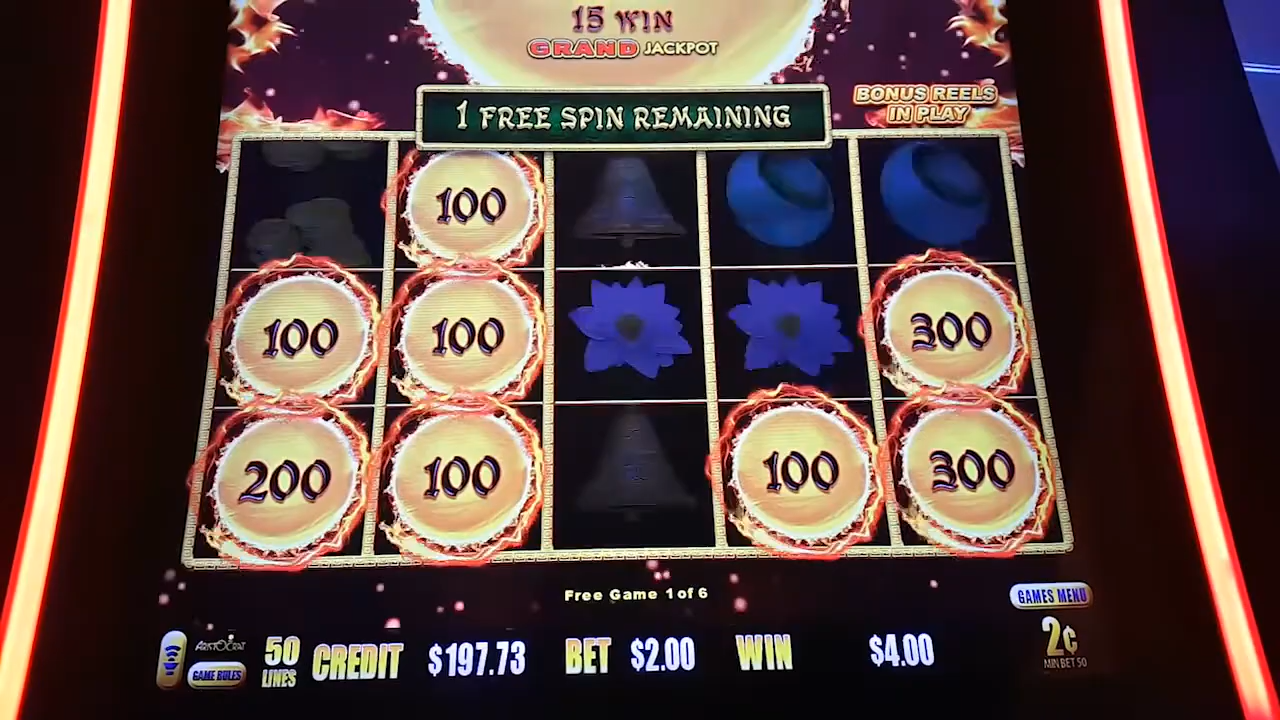 15 WIN
GRAND JACKPOT
1 FREE SPIN REMAINING
BONUS REELS
IN PLAY
100
100
100
300
200
100
100
300
Free Game 1 of 6
GAMES MENU
ARISTOCRAT
GAME RULES
50
LINES
CREDIT $197.73
BET $2.00
WIN $4.00
2¢
MIN BET 50